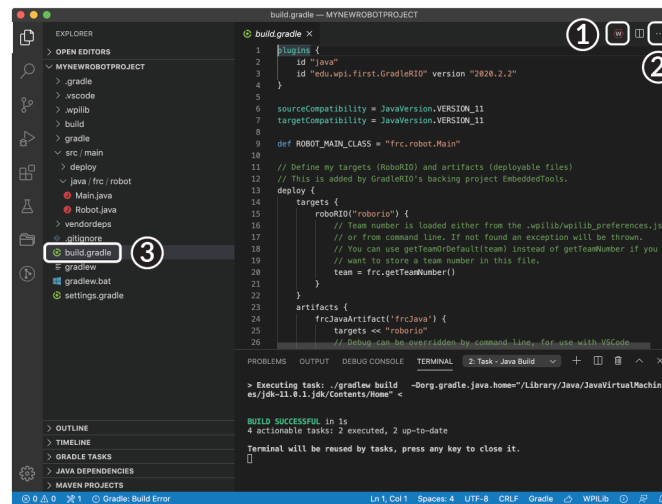 build.gradle — MYNEWROBOTPROJECT
EXPLORER
OPEN EDITORS
MYNEWROBOTPROJECT
.gradle
.vscode
.wpilib
build
gradle
src / main
deploy
java / frc / robot
Main.java
Robot.java
vendordeps
.gitignore
build.gradle
3
gradlew
gradlew.bat
settings.gradle
OUTLINE
TIMELINE
GRADLE TASKS
JAVA DEPENDENCIES
MAVEN PROJECTS
build.gradle
1
W
2
1 plugins {
2 id "java"
3 id "edu.wpi.first.GradleRIO" version "2020.2.2"
4 }
5
6 sourceCompatibility = JavaVersion.VERSION_11
7 targetCompatibility = JavaVersion.VERSION_11
8
9 def ROBOT_MAIN_CLASS = "frc.robot.Main"
10
11 // Define my targets (RoboRIO) and artifacts (deployable files)
12 // This is added by GradleRIO's backing project EmbeddedTools.
13 deploy {
14 targets {
15 roboRIO("roborio") {
16 // Team number is loaded either from the .wpilib/wpilib_preferences.js
17 // or from command line. If not found an exception will be thrown.
18 // You can use getTeamOrDefault(team) instead of getTeamNumber if you
19 // want to store a team number in this file.
20 team = frc.getTeamNumber()
21 }
22 }
23 artifacts {
24 frcJavaArtifact('frcJava') {
25 targets << "roborio"
26 // Debug can be overridden by command line, for use with VSCode
PROBLEMS OUTPUT DEBUG CONSOLE TERMINAL 2: Task - Java Build
> Executing task: ./gradlew build -Dorg.gradle.java.home="/Library/Java/JavaVirtualMachin
es/jdk-11.0.1.jdk/Contents/Home" <
BUILD SUCCESSFUL in 1s
4 actionable tasks: 2 executed, 2 up-to-date
Terminal will be reused by tasks, press any key to close it.
0 0 1 Gradle: Build Error Ln 1, Col 1 Spaces: 4 UTF-8 CRLF Gradle WPILib